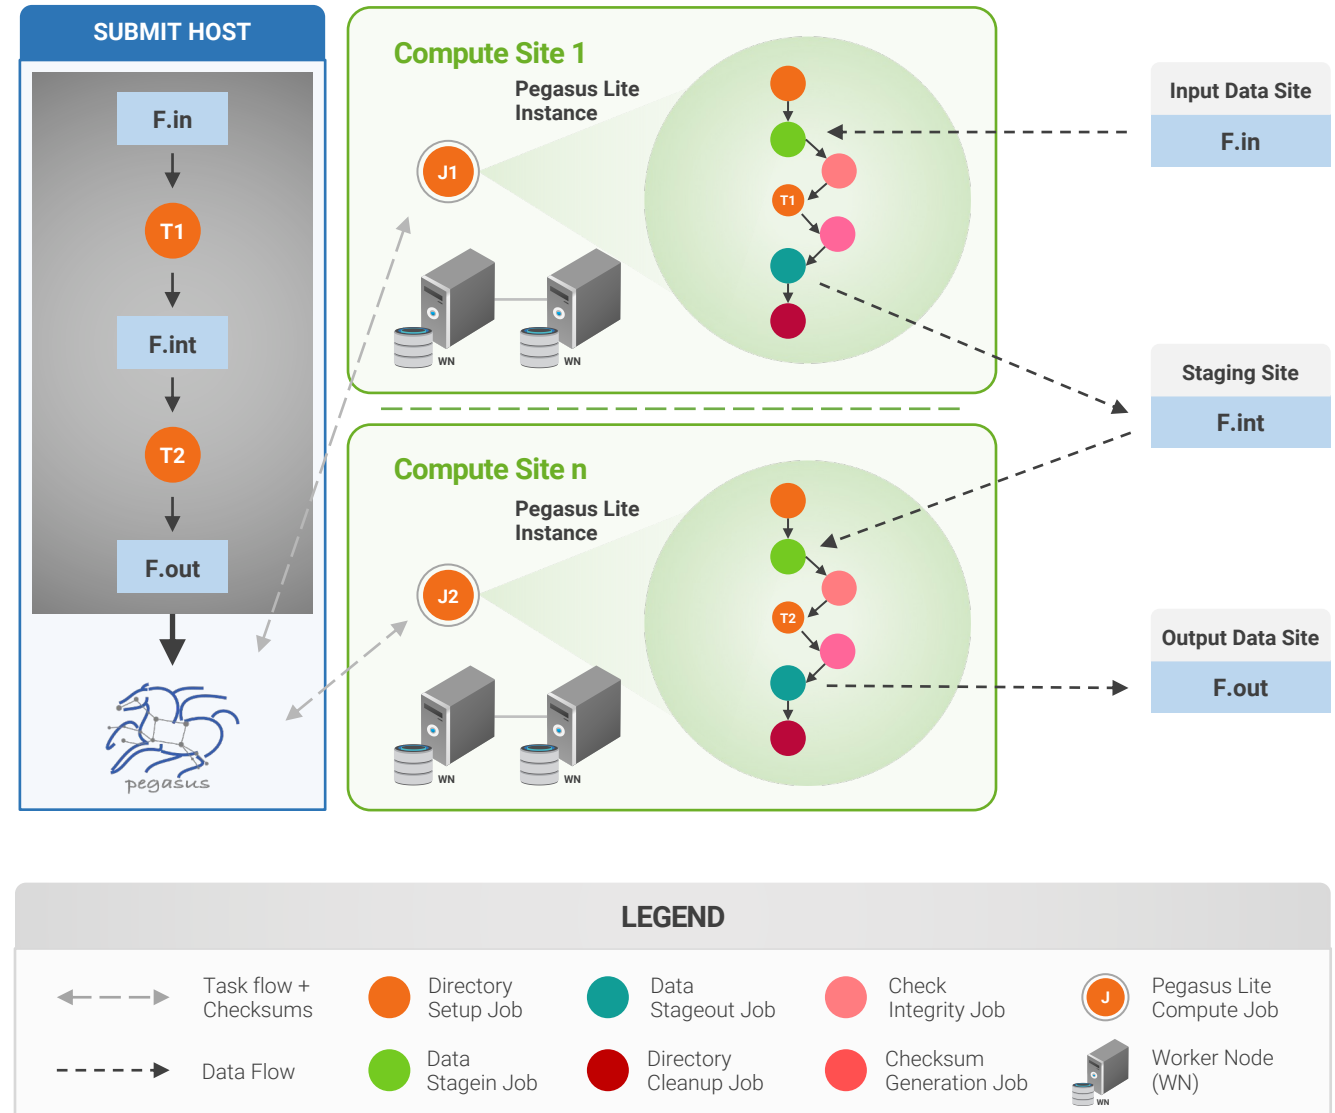 SUBMIT HOST
F.in
T1
F.int
T2
F.out
pegasus
Compute Site 1
Pegasus Lite
Instance
J1
T1
WN
WN
Compute Site n
Pegasus Lite
Instance
J2
T2
WN
WN
Input Data Site
F.in
Staging Site
F.int
Output Data Site
F.out
LEGEND
Task flow +
Checksums
Directory
Setup Job
Data
Stageout Job
Check
Integrity Job
J
Pegasus Lite
Compute Job
Data Flow
Data
Stagein Job
Directory
Cleanup Job
Checksum
Generation Job
WN
Worker Node
(WN)